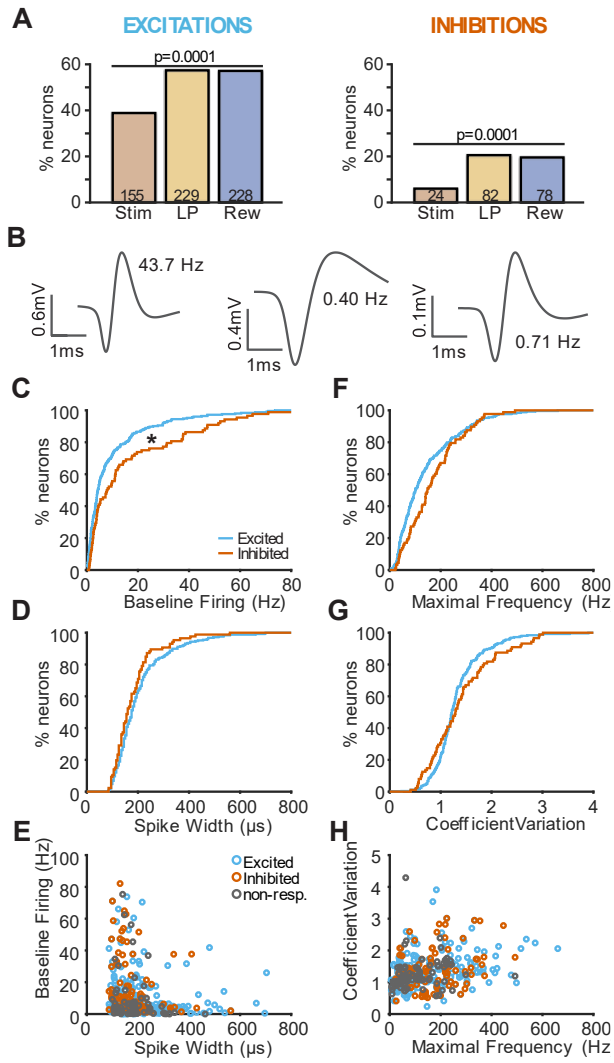 A
EXCITATIONS
INHIBITIONS
60
40
20
0
% neurons
p=0.0001
155
229
228
Stim
LP
Rew
60
40
20
0
% neurons
p=0.0001
24
82
78
Stim
LP
Rew
B
43.7 Hz
0.6mV
1ms
0.40 Hz
0.4mV
1ms
0.71 Hz
0.1mV
1ms
C
100
80
60
40
20
0
% neurons
*
Excited
Inhibited
0
20
40
60
80
Baseline Firing (Hz)
F
100
80
60
40
20
0
% neurons
0
200
400
600
800
Maximal Frequency (Hz
D
100
80
60
40
20
0
% neurons
0
200
400
600
800
Spike Width (µs)
G
100
80
60
40
20
0
% neurons
0
1
2
3
4
CoefficientVariation
E
100
80
60
40
20
0
Baseline Firing (Hz)
Excited
Inhibited
non-resp.
0
200
400
600
800
Spike Width (µs)
H
5
4
3
2
1
0
CoefficientVariation
0
200
400
600
800
Maximal Frequency (Hz